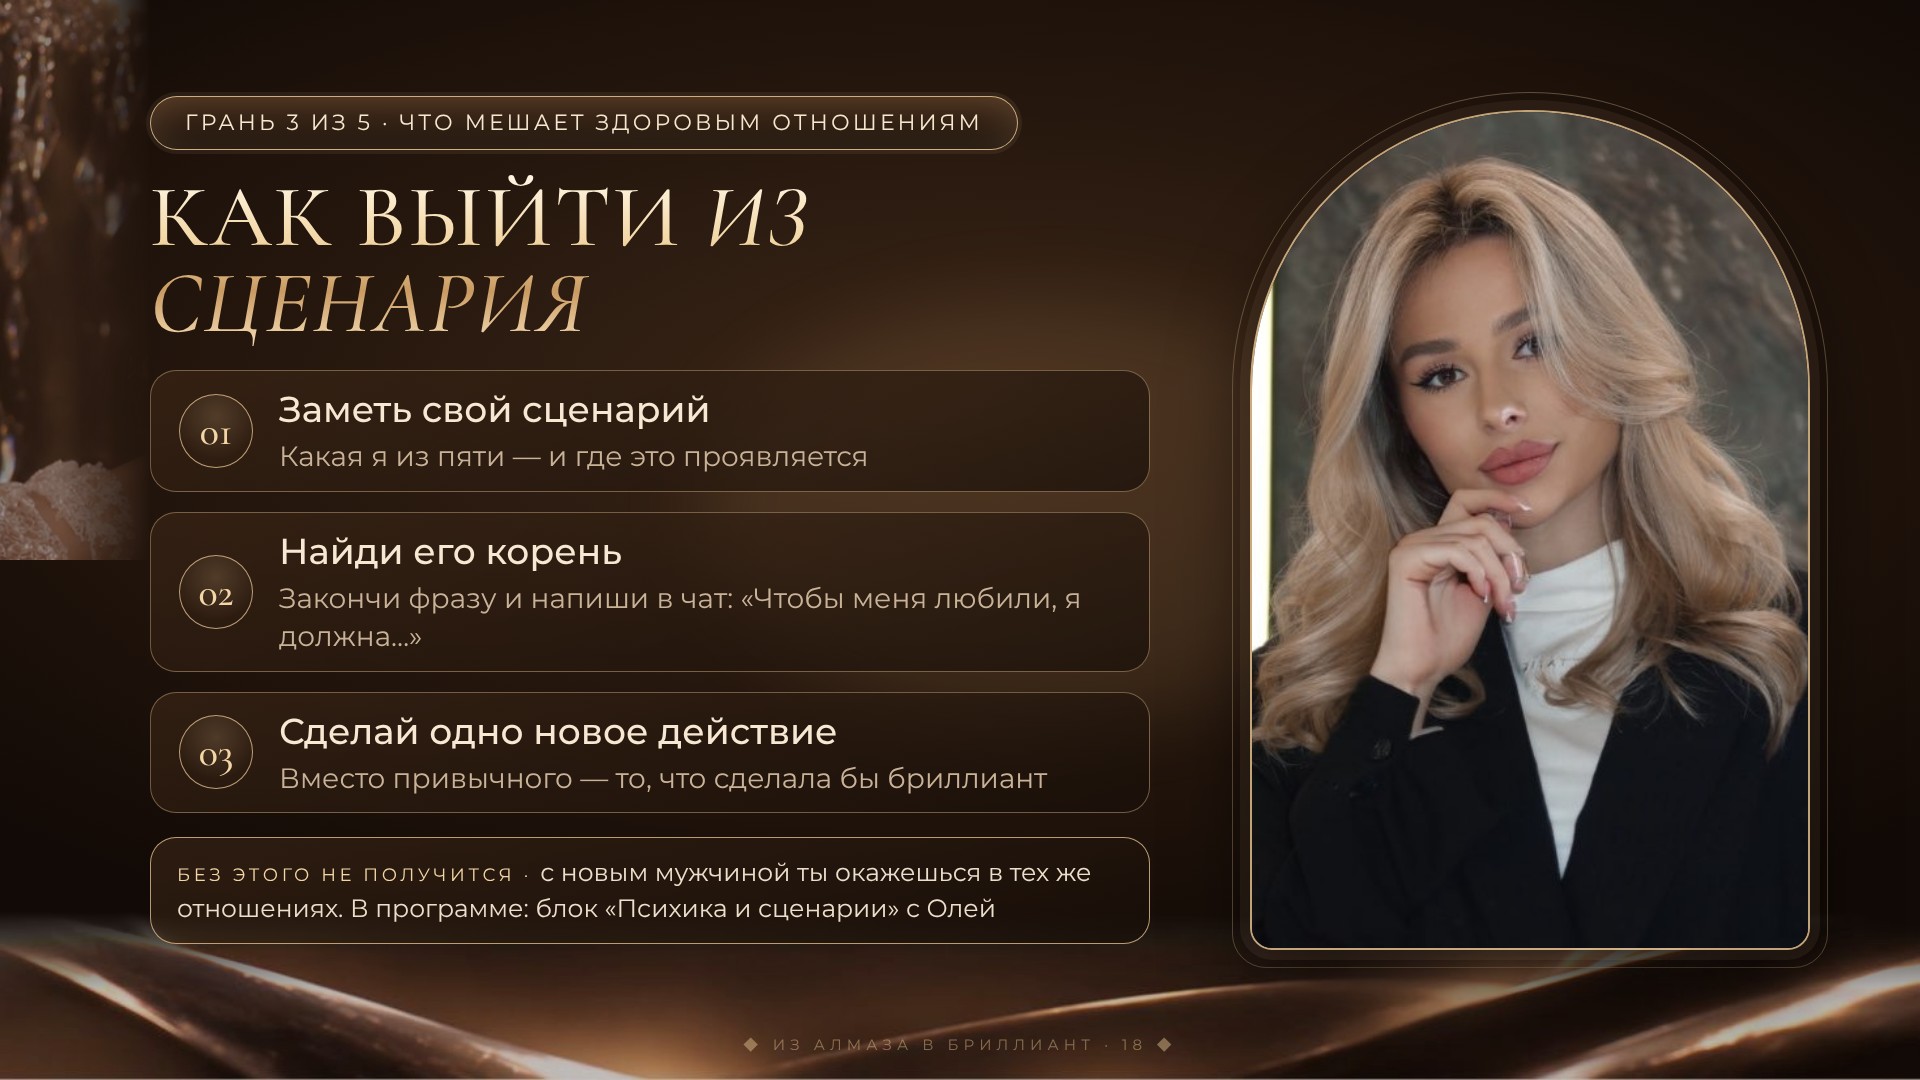 ГРАНЬ 3 ИЗ 5 · ЧТО МЕШАЕТ ЗДОРОВЫМ ОТНОШЕНИЯМ
КАК ВЫЙТИ ИЗ
СЦЕНАРИЯ
01
Заметь свой сценарий
Какая я из пяти — и где это проявляется
02
Найди его корень
Закончи фразу и напиши в чат: «Чтобы меня любили, я
должна...»
03
Сделай одно новое действие
Вместо привычного — то, что сделала бы бриллиант
БЕЗ ЭТОГО НЕ ПОЛУЧИТСЯ · с новым мужчиной ты окажешься в тех же
отношениях. В программе: блок «Психика и сценарии» с Олей
◆ ИЗ АЛМАЗА В БРИЛЛИАНТ · 18 ◆